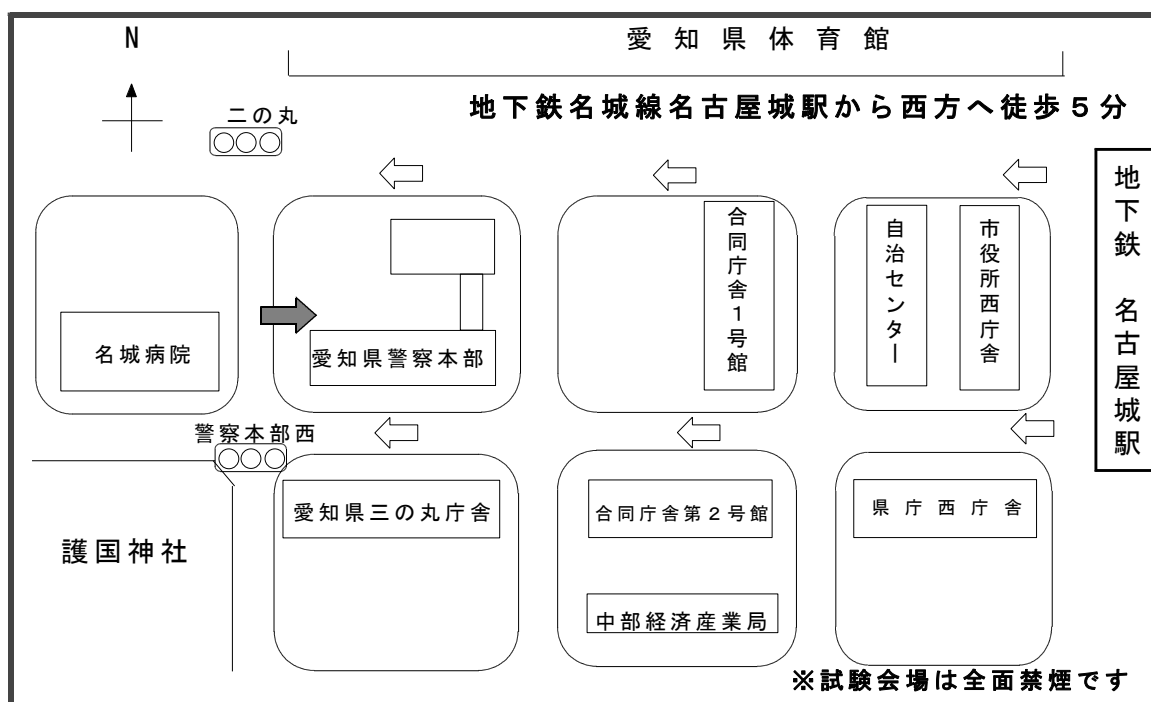 N
愛知県体育館
地下鉄名城線名古屋城駅から西方へ徒歩５分
二の丸
地下鉄 名古屋城駅
合同庁舎１号館
自治センター
市役所西庁舎
名城病院
愛知県警察本部
警察本部西
愛知県三の丸庁舎
合同庁舎第２号館
県庁西庁舎
護国神社
中部経済産業局
※試験会場は全面禁煙です